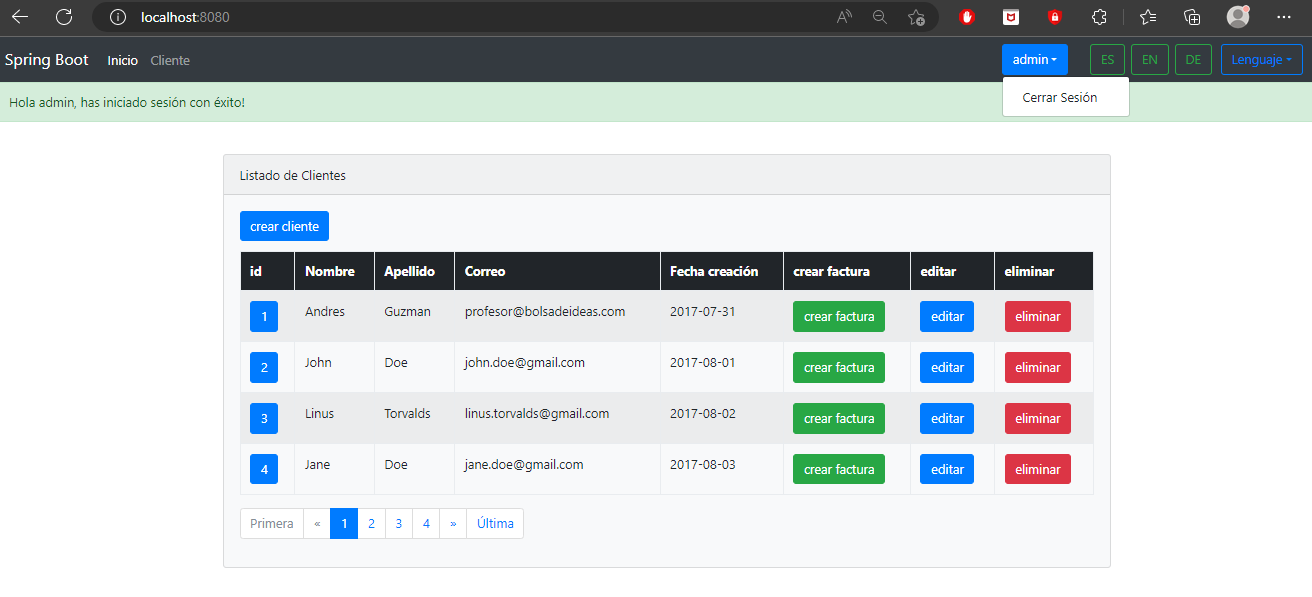 localhost:8080
Spring Boot Inicio Cliente admin ES EN DE Lenguaje
Hola admin, has iniciado sesión con éxito!
Cerrar Sesión
Listado de Clientes
crear cliente
id Nombre Apellido Correo Fecha creación crear factura editar eliminar
1 Andres Guzman profesor@bolsadeideas.com 2017-07-31 crear factura editar eliminar
2 John Doe john.doe@gmail.com 2017-08-01 crear factura editar eliminar
3 Linus Torvalds linus.torvalds@gmail.com 2017-08-02 crear factura editar eliminar
4 Jane Doe jane.doe@gmail.com 2017-08-03 crear factura editar eliminar
Primera « 1 2 3 4 » Última